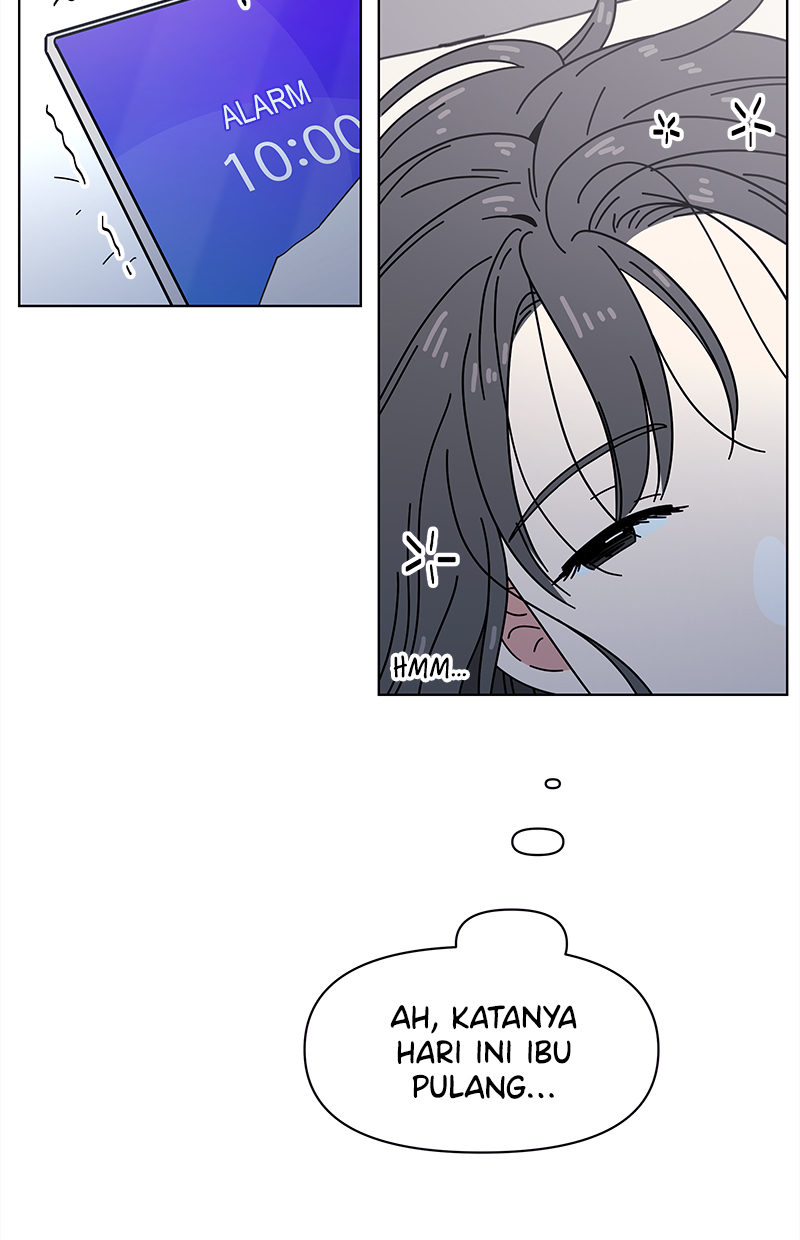 ALARM
10:00
HMM...
AH, KATANYA
HARI INI IBU
PULANG...